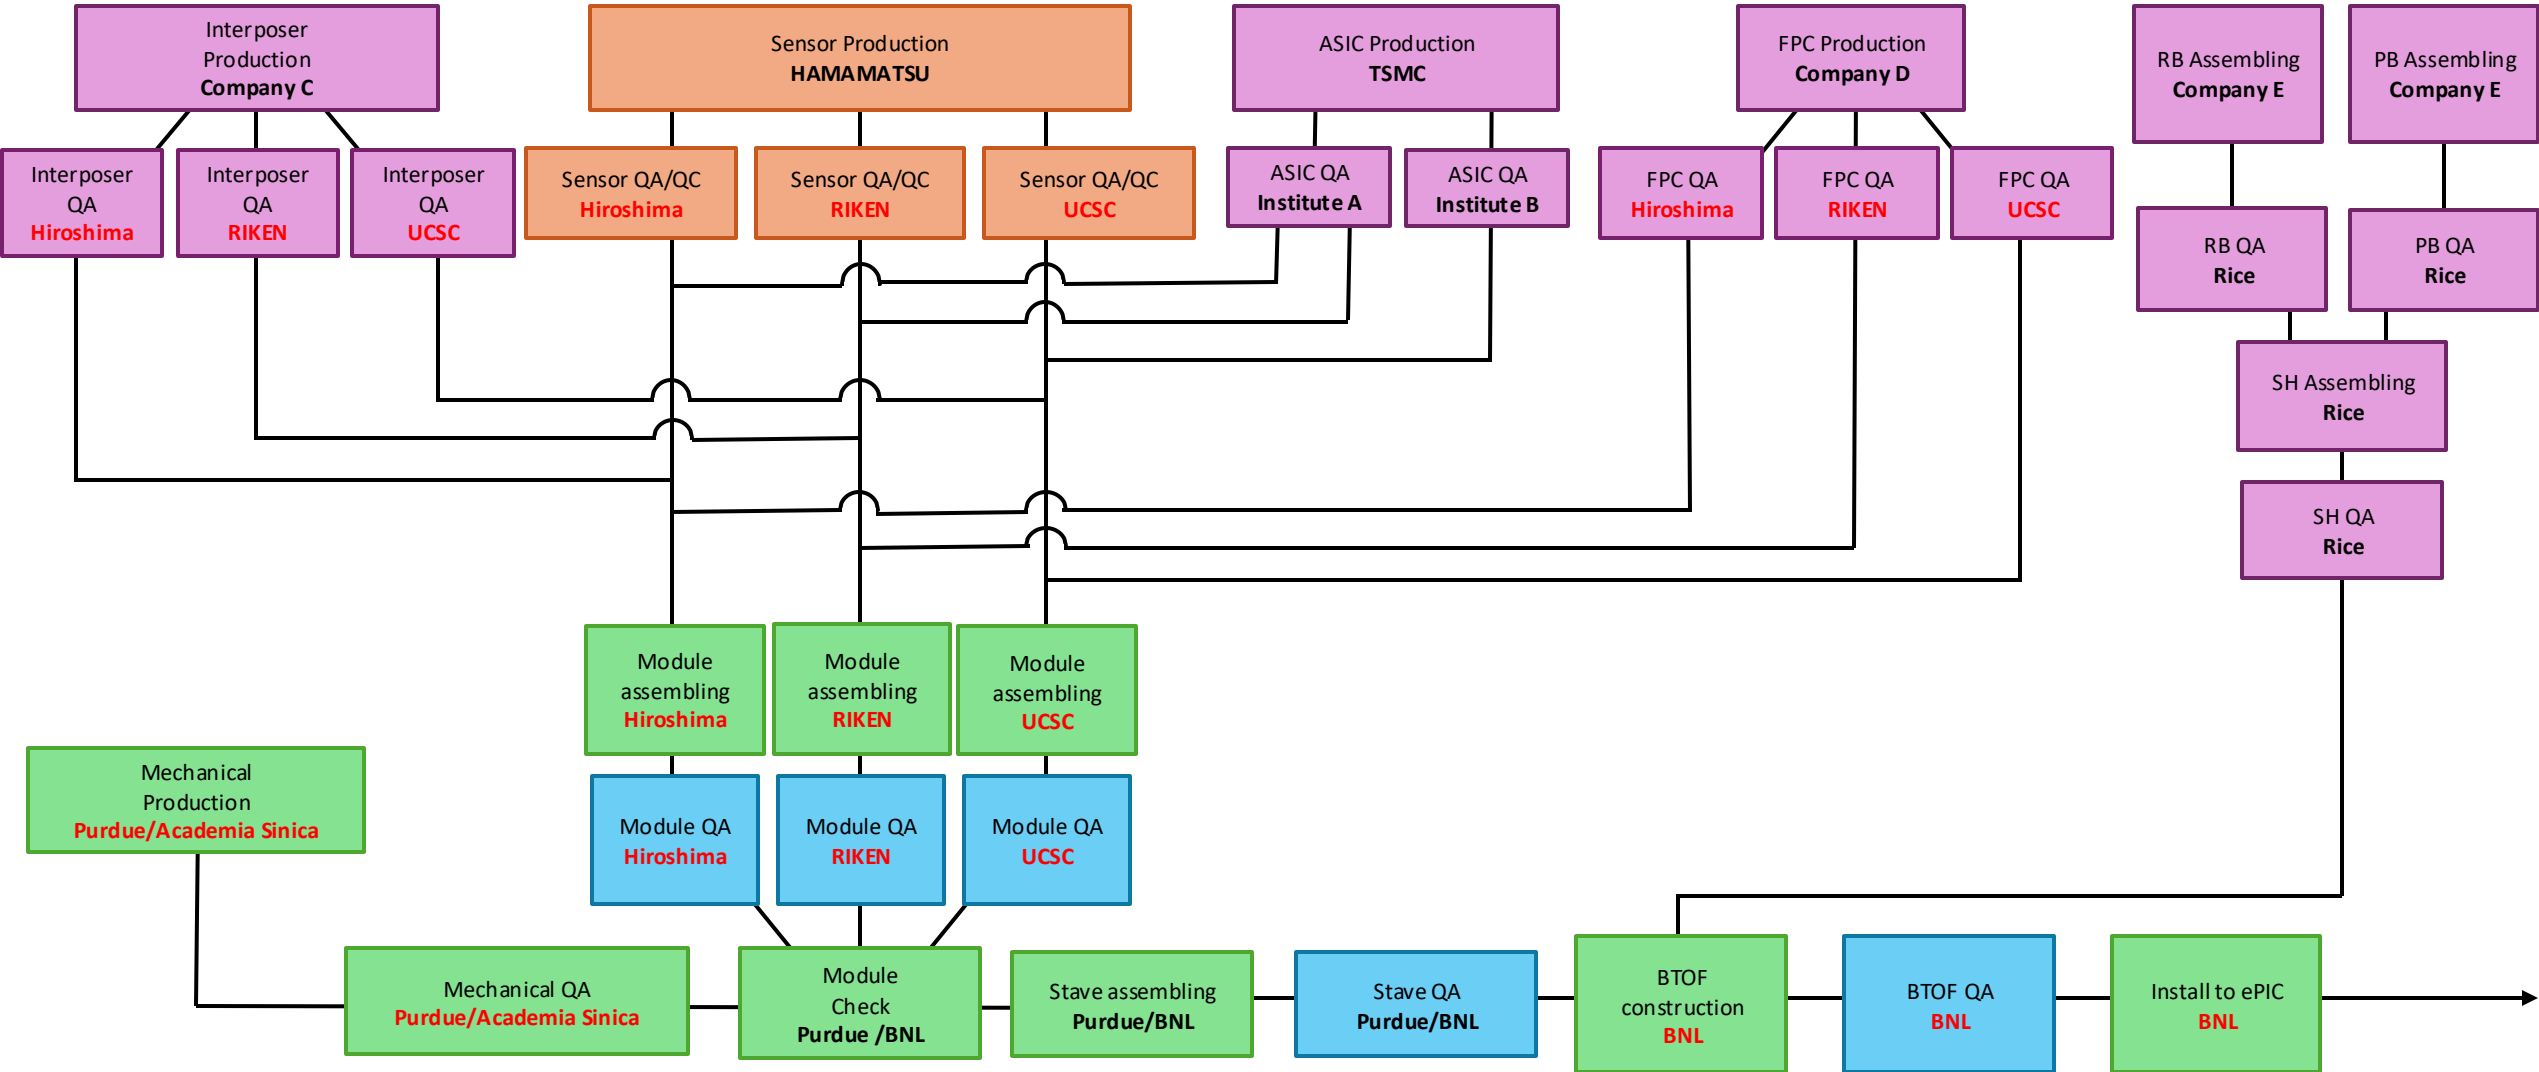 Interposer
Production
Company C
Sensor Production
HAMAMATSU
ASIC Production
TSMC
FPC Production
Company D
RB Assembling
Company E
PB Assembling
Company E
Interposer
QA
Hiroshima
Interposer
QA
RIKEN
Interposer
QA
UCSC
Sensor QA/QC
Hiroshima
Sensor QA/QC
RIKEN
Sensor QA/QC
UCSC
ASIC QA
Institute A
ASIC QA
Institute B
FPC QA
Hiroshima
FPC QA
RIKEN
FPC QA
UCSC
RB QA
Rice
PB QA
Rice
SH Assembling
Rice
SH QA
Rice
Module
assembling
Hiroshima
Module
assembling
RIKEN
Module
assembling
UCSC
Mechanical
Production
Purdue/Academia Sinica
Module QA
Hiroshima
Module QA
RIKEN
Module QA
UCSC
Mechanical QA
Purdue/Academia Sinica
Module
Check
Purdue /BNL
Stave assembling
Purdue/BNL
Stave QA
Purdue/BNL
BTOF
construction
BNL
BTOF QA
BNL
Install to ePIC
BNL